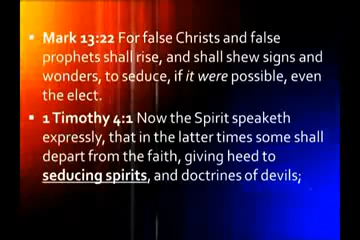 • Mark 13:22 For false Christs and false
prophets shall rise, and shall shew signs and
wonders, to seduce, if it were possible, even
the elect.
• 1 Timothy 4:1 Now the Spirit speaketh
expressly, that in the latter times some shall
depart from the faith, giving heed to
seducing spirits, and doctrines of devils;